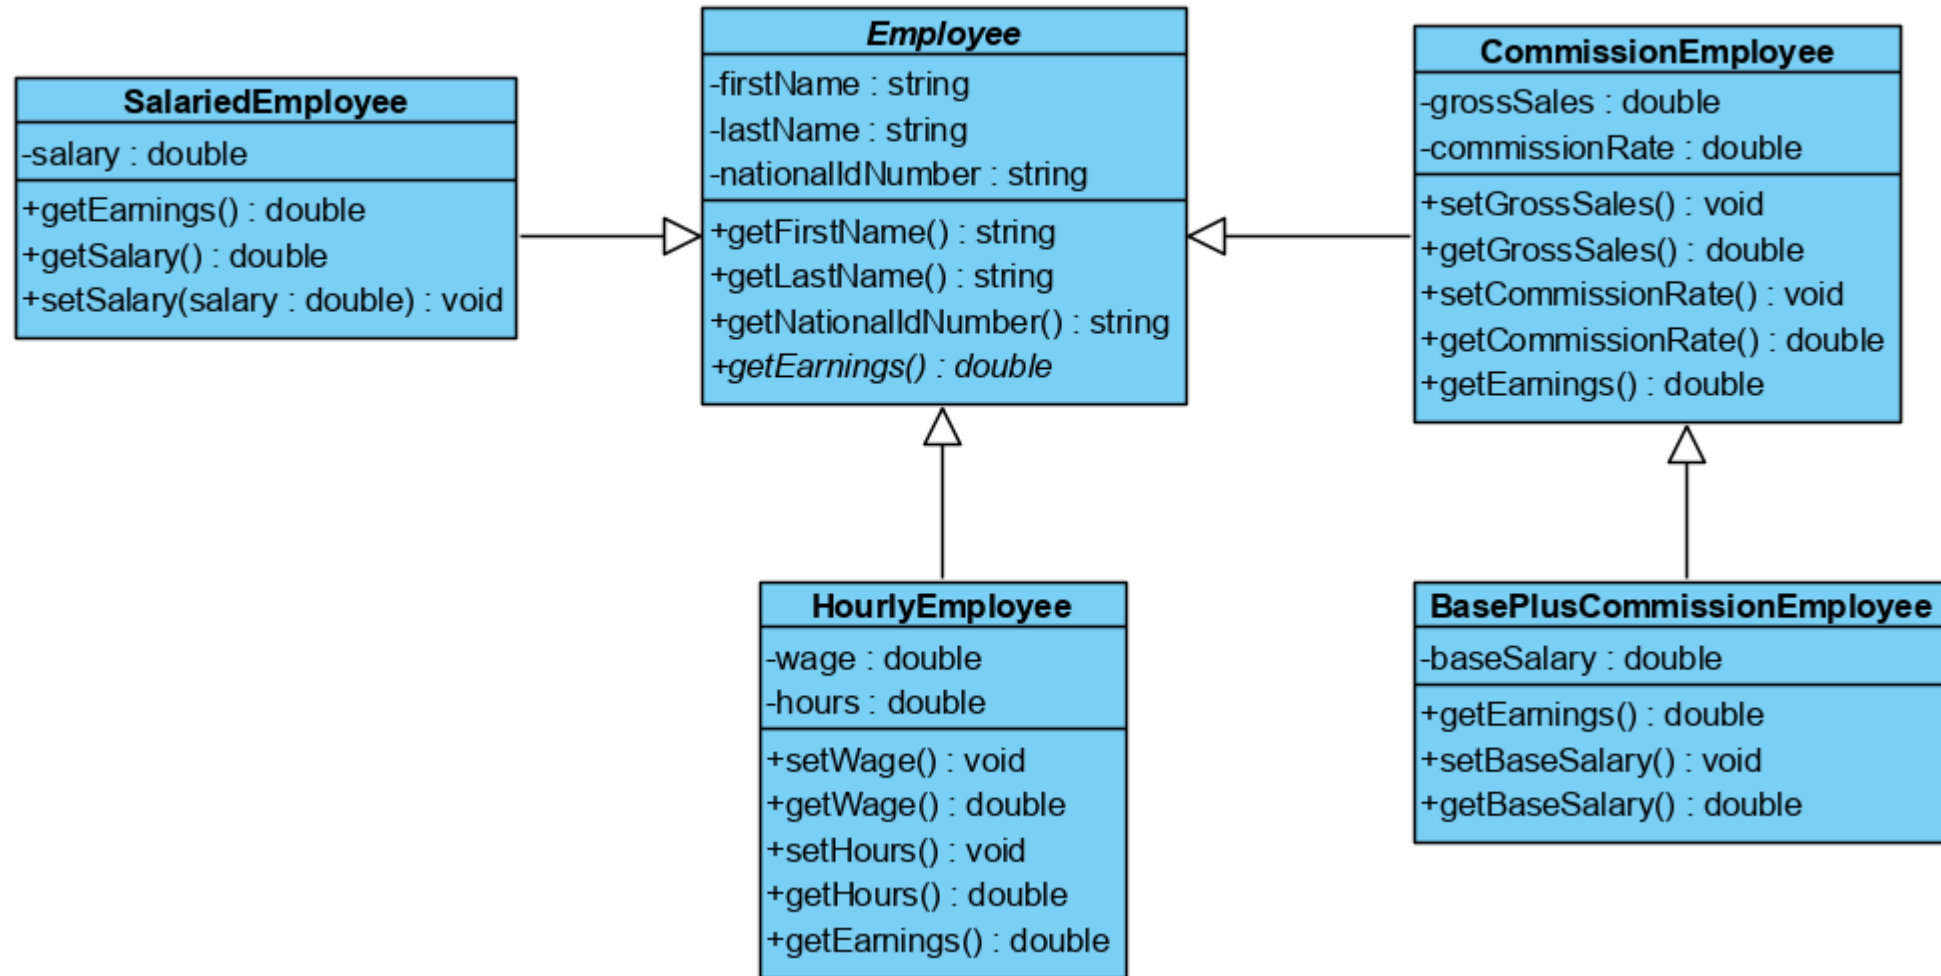 SalariedEmployee
-salary : double
+getEarnings() : double
+getSalary() : double
+setSalary(salary : double) : void
Employee
-firstName : string
-lastName : string
-nationalIdNumber : string
+getFirstName() : string
+getLastName() : string
+getNationalIdNumber() : string
+getEarnings() : double
CommissionEmployee
-grossSales : double
-commissionRate : double
+setGrossSales() : void
+getGrossSales() : double
+setCommissionRate() : void
+getCommissionRate() : double
+getEarnings() : double
HourlyEmployee
-wage : double
-hours : double
+setWage() : void
+getWage() : double
+setHours() : void
+getHours() : double
+getEarnings() : double
BasePlusCommissionEmployee
-baseSalary : double
+getEarnings() : double
+setBaseSalary() : void
+getBaseSalary() : double